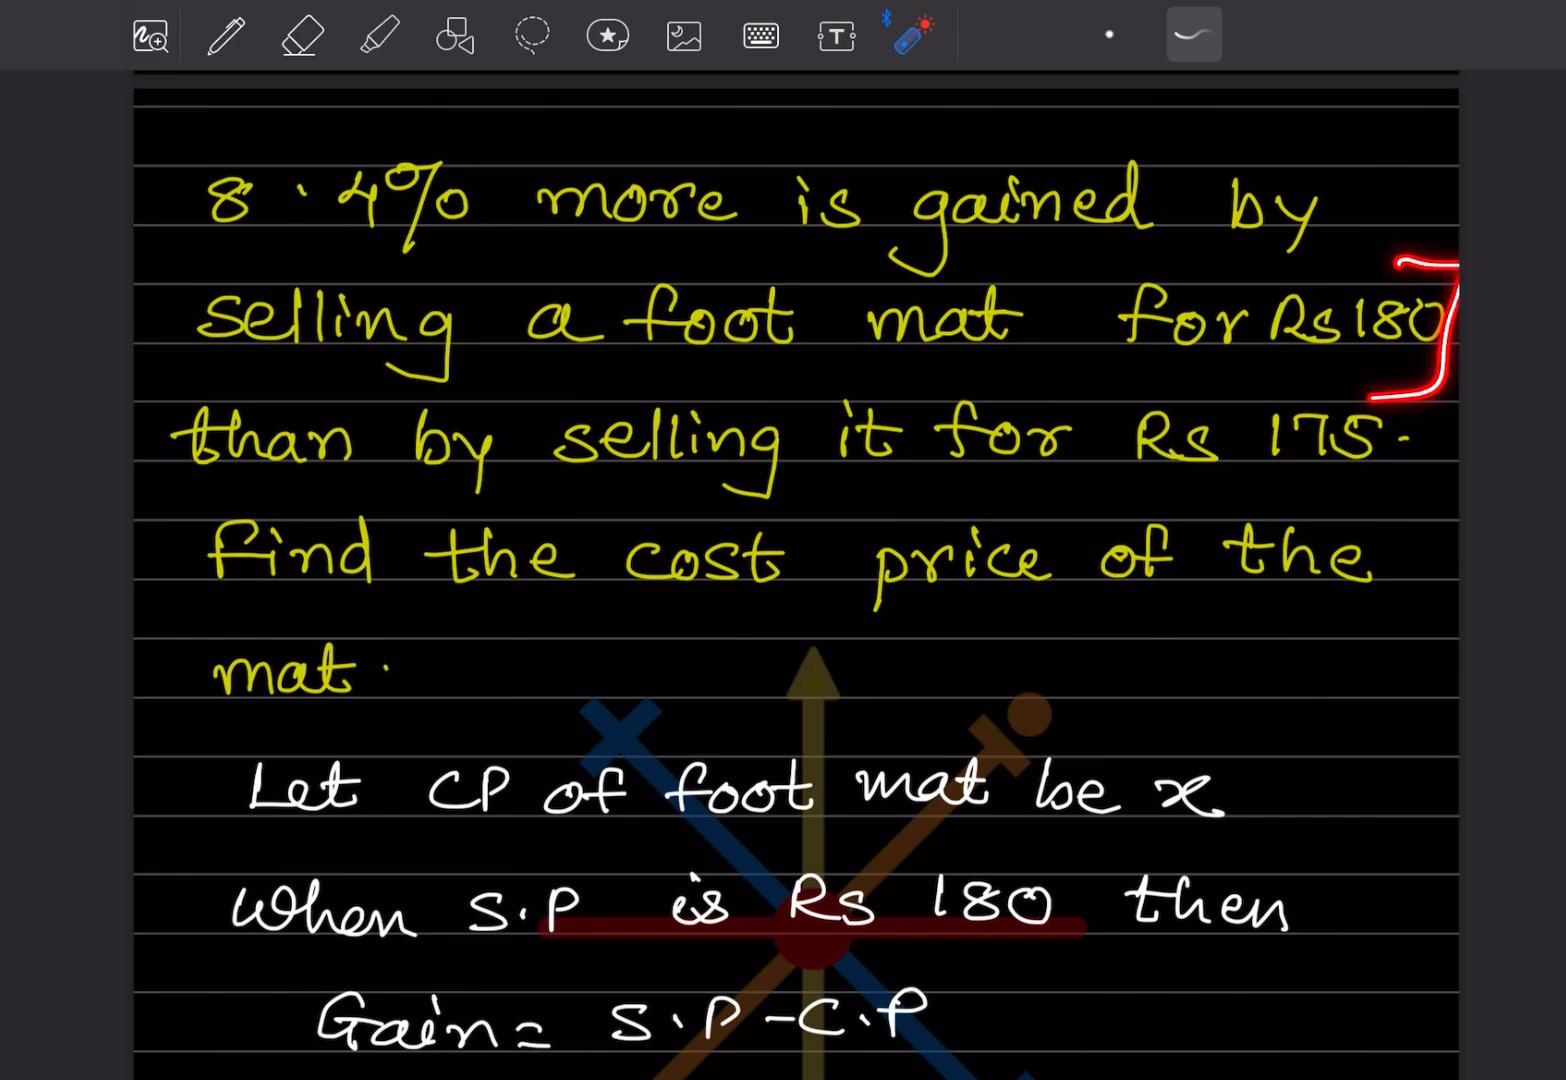 8. 4% more is gained by
selling a foot mat for Rs 180
than by selling it for Rs 175.
Find the cost price of the
mat.
Let CP of foot mat be x
When S.P is Rs 180 then
Gain = S.P - C.P